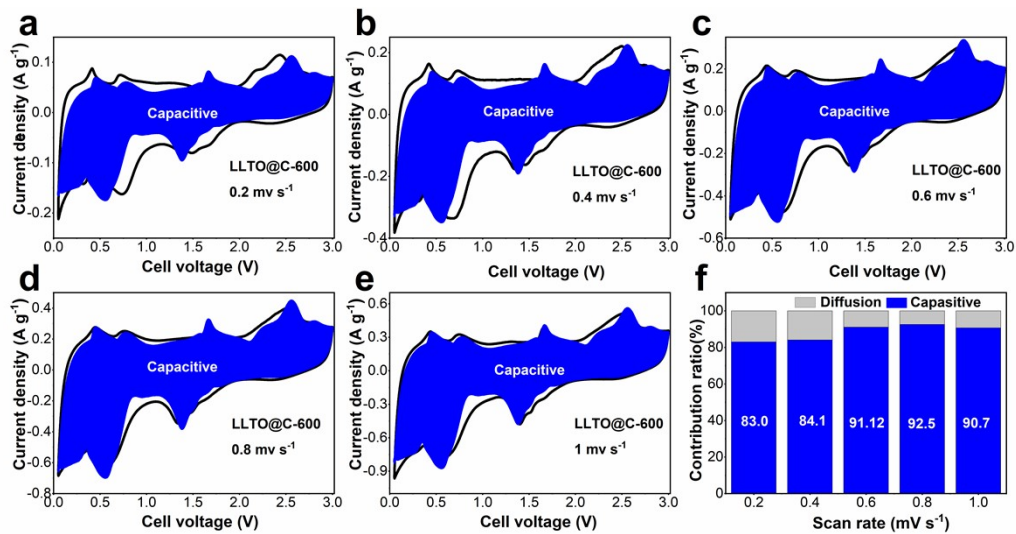 a
Current density (A g⁻¹)
0.1
0.0
-0.1
-0.2
Capacitive
LLTO@C-600
0.2 mv s⁻¹
0.0 0.5 1.0 1.5 2.0 2.5 3.0
Cell voltage (V)
b
Current density (A g⁻¹)
0.2
0.0
-0.2
-0.4
Capacitive
LLTO@C-600
0.4 mv s⁻¹
0.0 0.5 1.0 1.5 2.0 2.5 3.0
Cell voltage (V)
c
Current density (A g⁻¹)
0.4
0.2
0.0
-0.2
-0.4
-0.6
Capacitive
LLTO@C-600
0.6 mv s⁻¹
0.0 0.5 1.0 1.5 2.0 2.5 3.0
Cell voltage (V)
d
Current density (A g⁻¹)
0.4
0.2
0.0
-0.2
-0.4
-0.6
-0.8
Capacitive
LLTO@C-600
0.8 mv s⁻¹
0.0 0.5 1.0 1.5 2.0 2.5 3.0
Cell voltage (V)
e
Current density (A g⁻¹)
0.6
0.3
0.0
-0.3
-0.6
-0.9
Capacitive
LLTO@C-600
1 mv s⁻¹
0.0 0.5 1.0 1.5 2.0 2.5 3.0
Cell voltage (V)
f
Diffusion Capasitive
Contribution ratio(%)
100
80
60
40
20
0
83.0 84.1 91.12 92.5 90.7
0.2 0.4 0.6 0.8 1.0
Scan rate (mV s⁻¹)